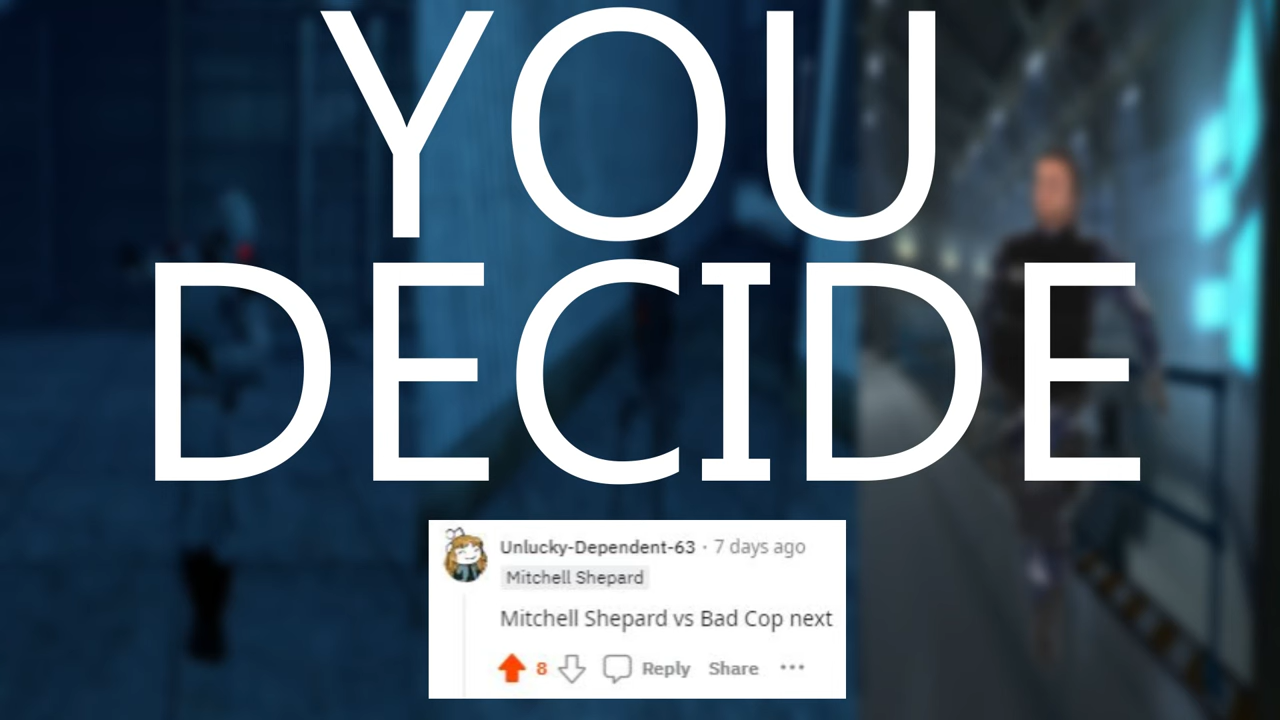 YOU
DECIDE
Unlucky-Dependent-63 · 7 days ago
Mitchell Shepard
Mitchell Shepard vs Bad Cop next
8 Reply Share ···